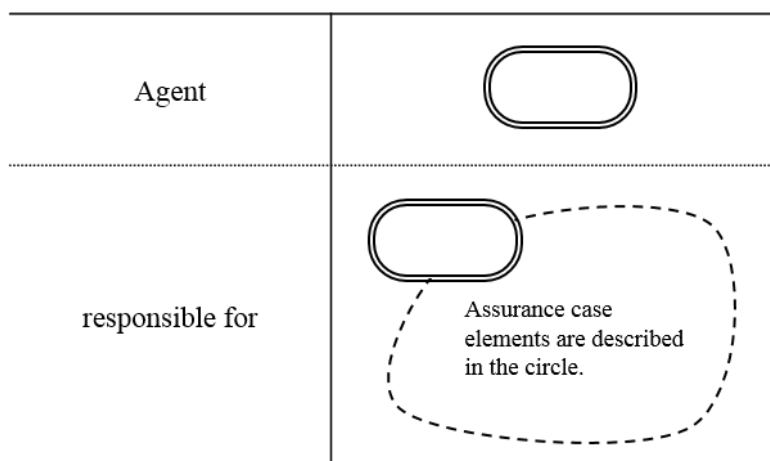 Agent
responsible for
Assurance case
elements are described
in the circle.